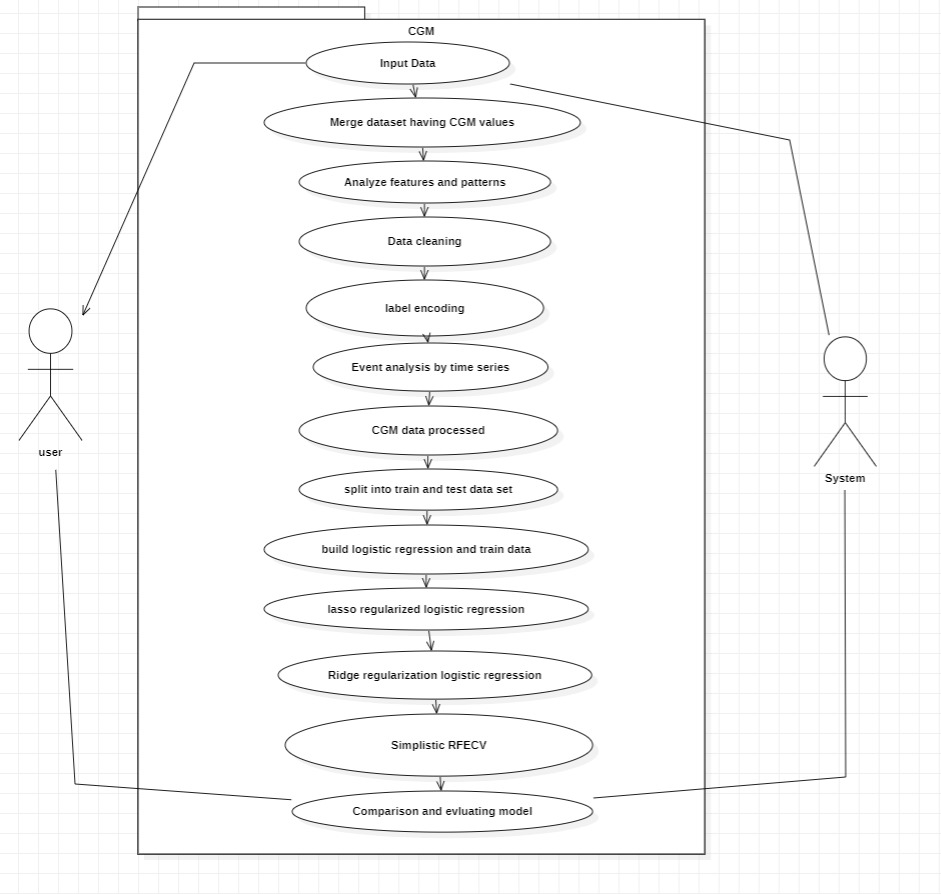 CGM
Input Data
Merge dataset having CGM values
Analyze features and patterns
Data cleaning
label encoding
Event analysis by time series
CGM data processed
user
System
split into train and test data set
build logistic regression and train data
lasso regularized logistic regression
Ridge regularization logistic regression
Simplistic RFECV
Comparison and evluating model